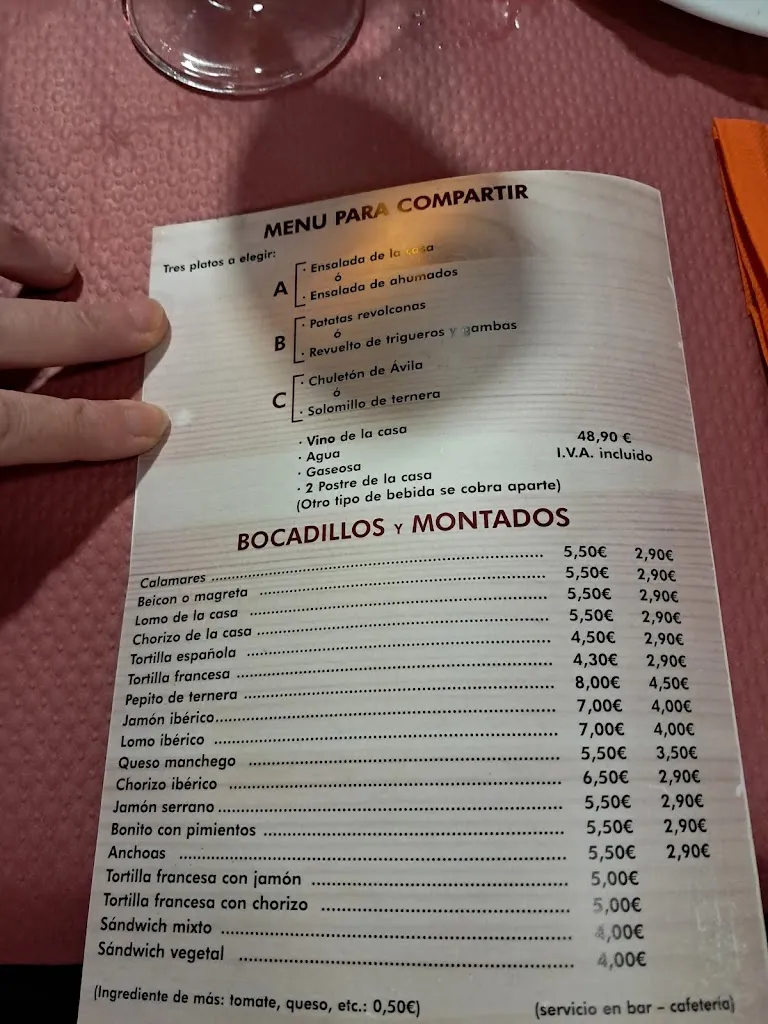 MENU PARA COMPARTIR
Tres platos a elegir:
A
· Ensalada de la casa
ó
· Ensalada de ahumados
B
· Patatas revolconas
ó
· Revuelto de trigueros y gambas
C
· Chuletón de Ávila
ó
· Solomillo de ternera
· Vino de la casa
· Agua
· Gaseosa
· 2 Postre de la casa
(Otro tipo de bebida se cobra aparte)
48,90 €
I.V.A. incluido
BOCADILLOS Y MONTADOS
Calamares 5,50€ 2,90€
Beicon o magreta 5,50€ 2,90€
Lomo de la casa 5,50€ 2,90€
Chorizo de la casa 5,50€ 2,90€
Tortilla española 4,50€ 2,90€
Tortilla francesa 4,30€ 2,90€
Pepito de ternera 8,00€ 4,50€
Jamón ibérico 7,00€ 4,00€
Lomo ibérico 7,00€ 4,00€
Queso manchego 5,50€ 3,50€
Chorizo ibérico 6,50€ 2,90€
Jamón serrano 5,50€ 2,90€
Bonito con pimientos 5,50€ 2,90€
Anchoas 5,50€ 2,90€
Tortilla francesa con jamón 5,00€
Tortilla francesa con chorizo 5,00€
Sándwich mixto 4,00€
Sándwich vegetal 4,00€
(Ingrediente de más: tomate, queso, etc.: 0,50€) (servicio en bar – cafetería)